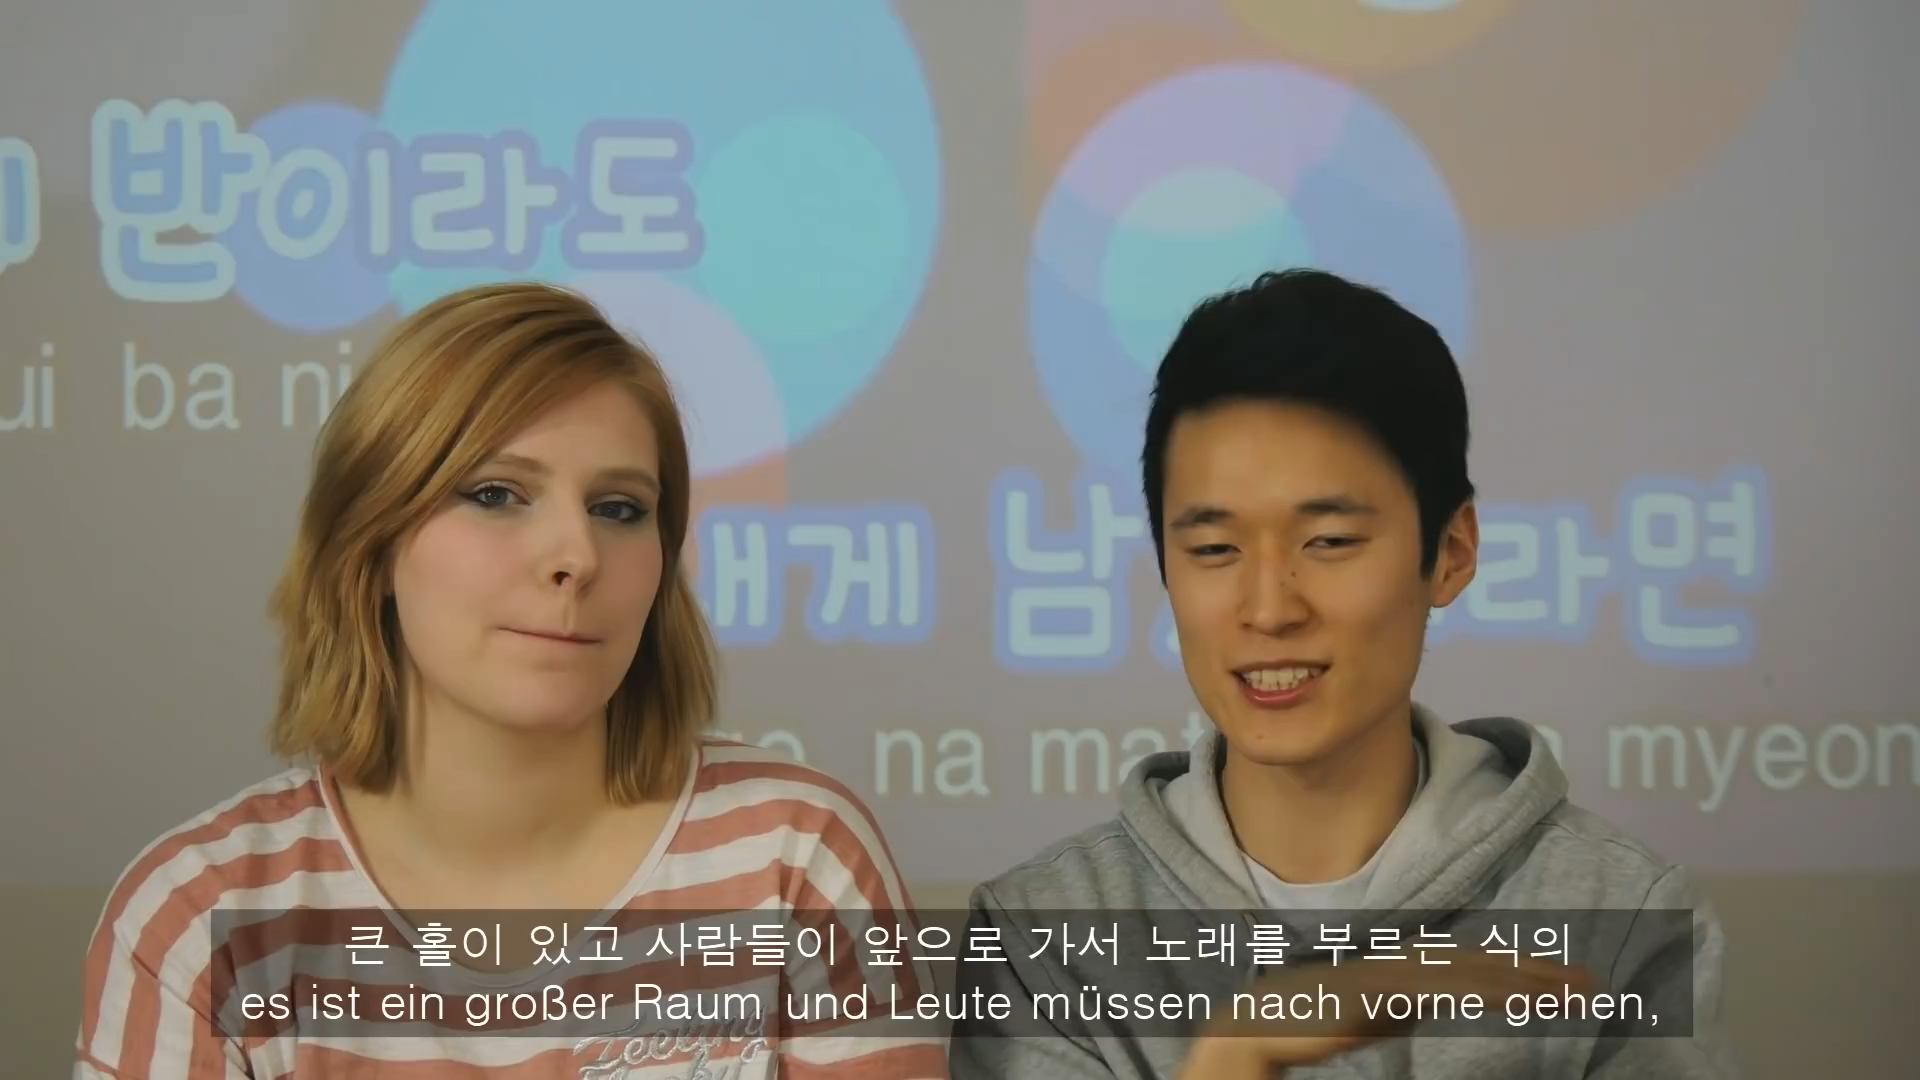 반이라도
ui ba ni
내게 남 라면
na ma myeon
큰 홀이 있고 사람들이 앞으로 가서 노래를 부르는 식의
es ist ein großer Raum und Leute müssen nach vorne gehen,
Feeling